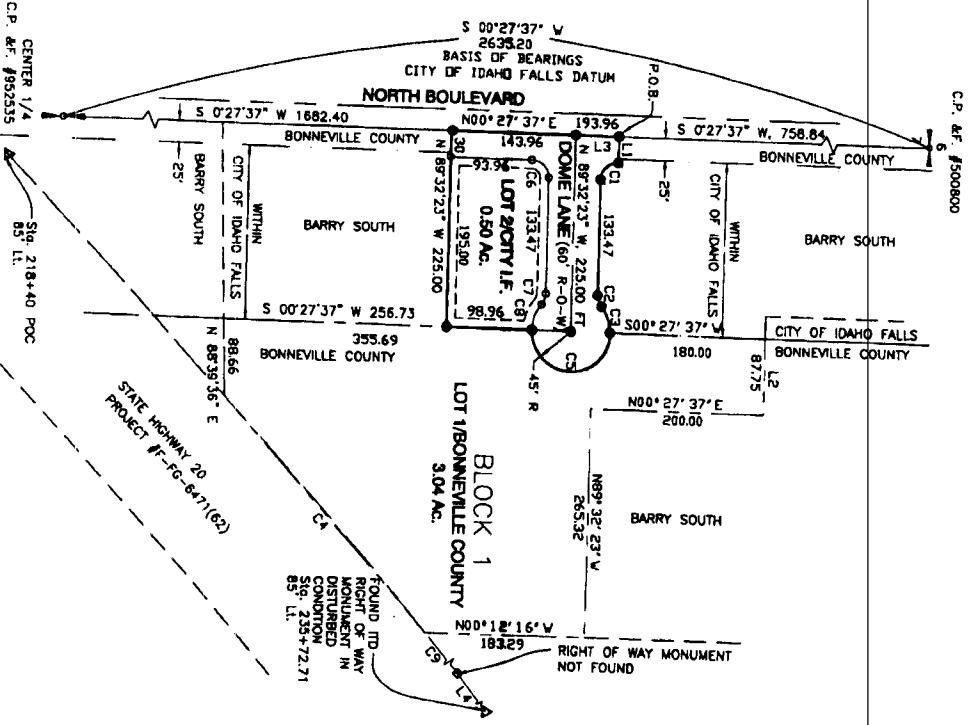 S 00°27'37" W
2635.20
BASIS OF BEARINGS
CITY OF IDAHO FALLS DATUM
C.P. &F. #500800
6
7
CENTER 1/4
C.P. &F. #952535
P.O.B.
NORTH BOULEVARD
S 0°27'37" W 1682.40
N00°27'37"E
193.96
S 0°27'37" W, 758.84
BONNEVILLE COUNTY
143.96
L3
L1
BONNEVILLE COUNTY
25'
25'
30
93.96
C6
C1
BARRY SOUTH
CITY OF IDAHO FALLS
WITHIN
BARRY SOUTH
N 89°32'23" W 225.00
195.00
LOT 2/CITY I.F.
0.50 Ac.
133.47
DOME LANE (60' R-O-W)
N 89°32'23" W, 225.00 FT
133.47
CITY OF IDAHO FALLS
WITHIN
BARRY SOUTH
Sta. 218+40 POC
85' Lt.
C7
C8
C2
C3
98.96
S 00°27'37" W 256.73
355.69
BONNEVILLE COUNTY
88.66
N 88°39'36" E
C5
45' R
S00°27'37"W
180.00
CITY OF IDAHO FALLS
BONNEVILLE COUNTY
L2
87.75
N00°27'37"E
200.00
STATE HIGHWAY 20
PROJECT #F-FG-6471(62)
BLOCK 1
LOT 1/BONNEVILLE COUNTY
3.04 Ac.
N89°32'23"W
265.32
BARRY SOUTH
C4
FOUND ITD
RIGHT OF WAY
MONUMENT IN
DISTURBED
CONDITION
Sta. 235+72.71
85' Lt.
N00°12'16"W
183.29
C9
L4
RIGHT OF WAY MONUMENT
NOT FOUND